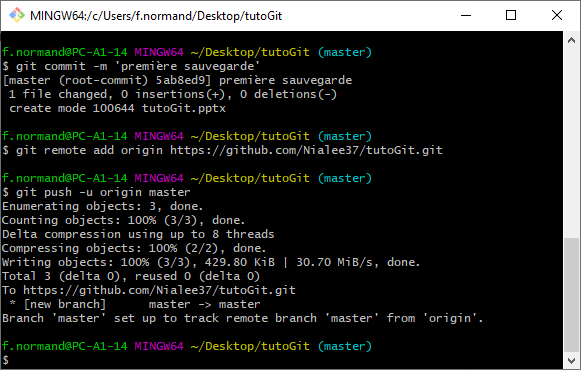 MINGW64:/c/Users/f.normand/Desktop/tutoGit
f.normand@PC-A1-14 MINGW64 ~/Desktop/tutoGit (master)
$ git commit -m 'première sauvegarde'
[master (root-commit) 5ab8ed9] première sauvegarde
 1 file changed, 0 insertions(+), 0 deletions(-)
 create mode 100644 tutoGit.pptx
f.normand@PC-A1-14 MINGW64 ~/Desktop/tutoGit (master)
$ git remote add origin https://github.com/Nialee37/tutoGit.git
f.normand@PC-A1-14 MINGW64 ~/Desktop/tutoGit (master)
$ git push -u origin master
Enumerating objects: 3, done.
Counting objects: 100% (3/3), done.
Delta compression using up to 8 threads
Compressing objects: 100% (2/2), done.
Writing objects: 100% (3/3), 429.80 KiB | 30.70 MiB/s, done.
Total 3 (delta 0), reused 0 (delta 0)
To https://github.com/Nialee37/tutoGit.git
 * [new branch]      master -> master
Branch 'master' set up to track remote branch 'master' from 'origin'.
f.normand@PC-A1-14 MINGW64 ~/Desktop/tutoGit (master)
$